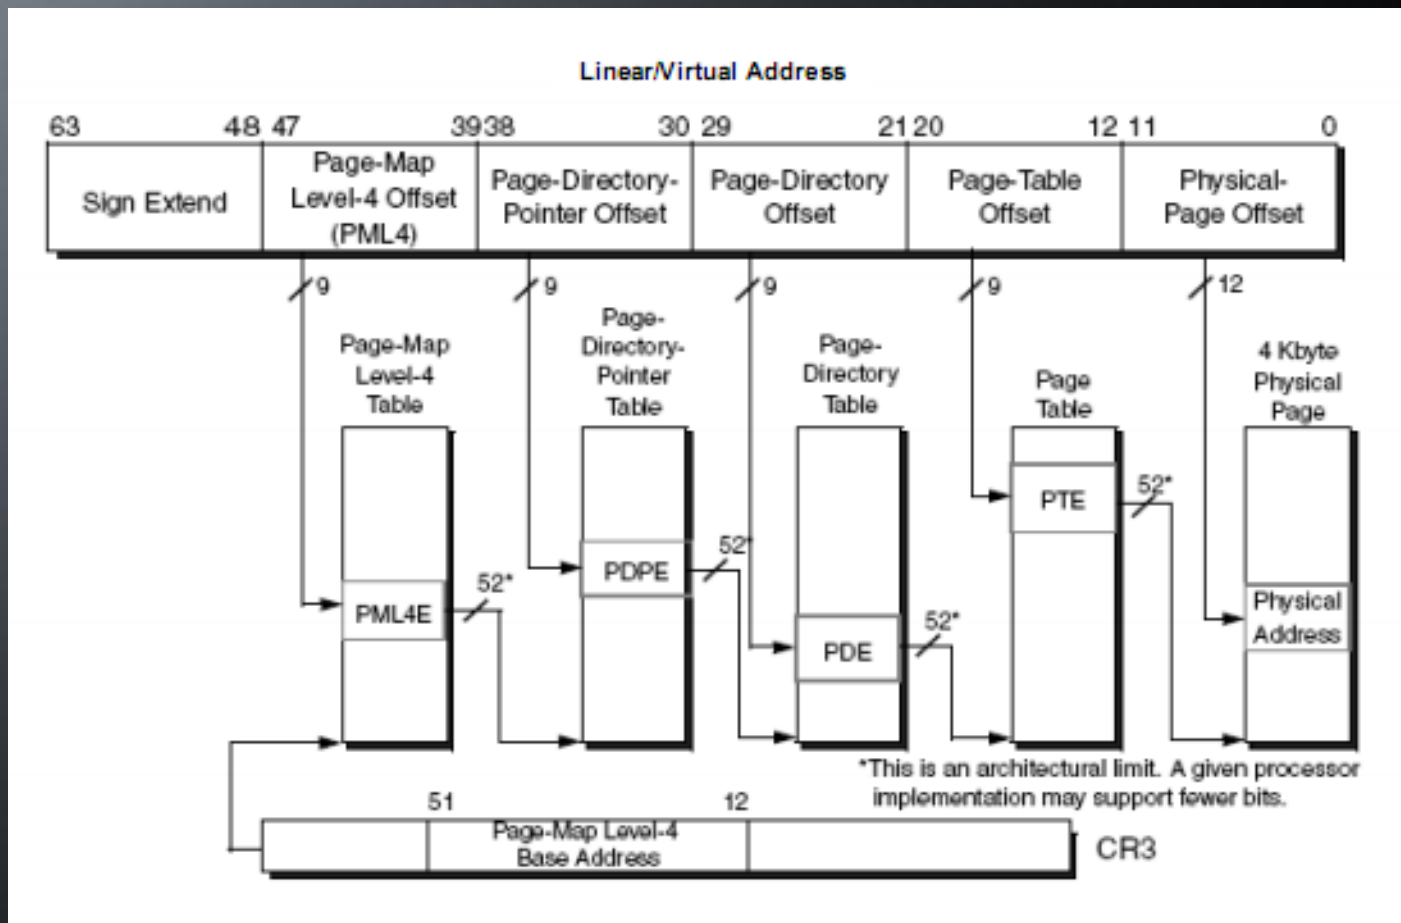 Linear/Virtual Address
63 48 47 39 38 30 29 21 20 12 11 0
Sign Extend
Page-Map
Level-4 Offset
(PML4)
Page-Directory-
Pointer Offset
Page-Directory
Offset
Page-Table
Offset
Physical-
Page Offset
9 9 9 9 12
Page-Map
Level-4
Table
Page-
Directory-
Pointer
Table
Page-
Directory
Table
Page
Table
4 Kbyte
Physical
Page
PML4E
52*
PDPE
52*
PDE
52*
PTE
52*
Physical
Address
*This is an architectural limit. A given processor
implementation may support fewer bits.
51 12
Page-Map Level-4
Base Address
CR3